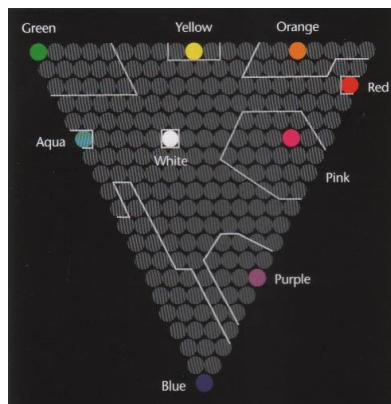 Green
Yellow
Orange
Red
Aqua
White
Pink
Purple
Blue